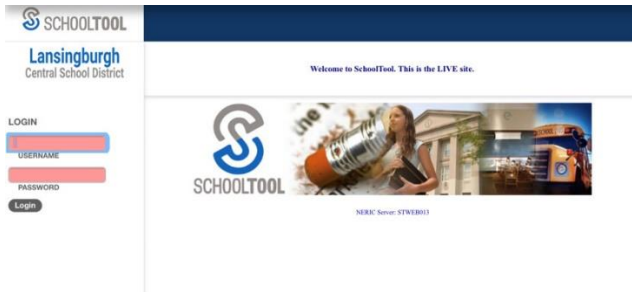 SCHOOLTOOL
Lansingburgh
Central School District
Welcome to SchoolTool. This is the LIVE site.
LOGIN
USERNAME
PASSWORD
Login
the
SCHOOLTOOL
NERIC Server: STWEB013